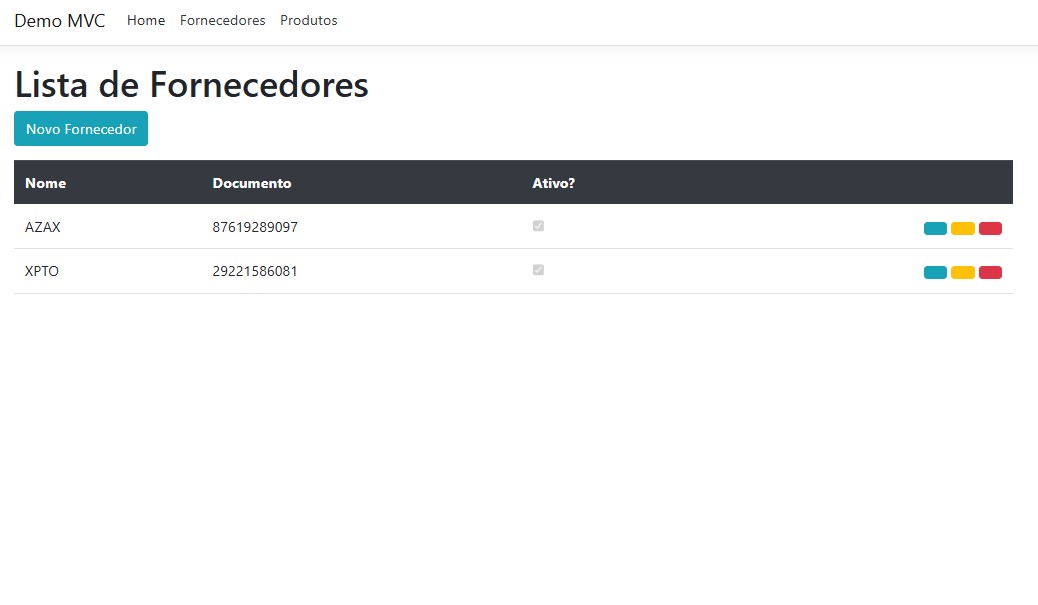 Demo MVC Home Fornecedores Produtos
Lista de Fornecedores
Novo Fornecedor
Nome Documento Ativo?
AZAX 87619289097
XPTO 29221586081